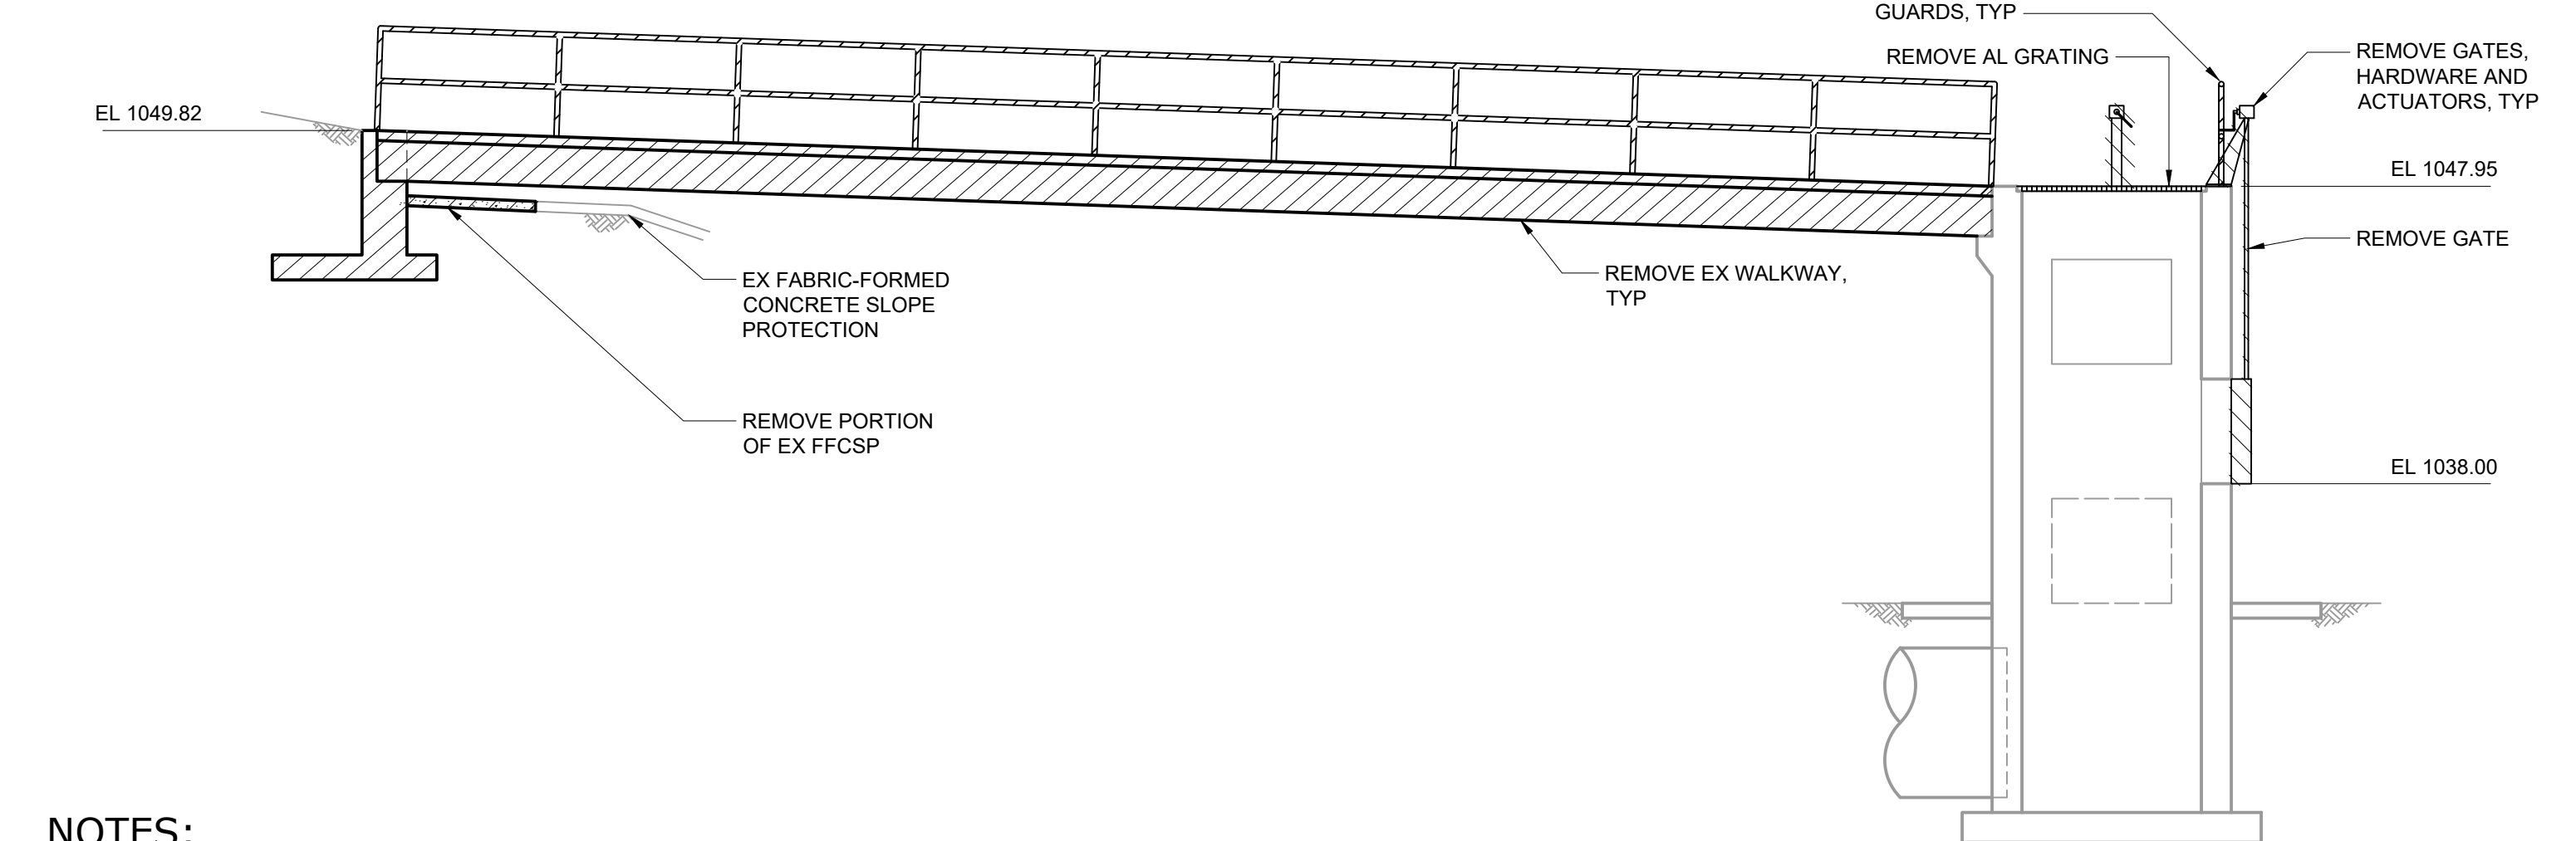 GUARDS, TYP
REMOVE AL GRATING
REMOVE GATES,
HARDWARE AND
ACTUATORS, TYP
EL 1049.82
EL 1047.95
REMOVE GATE
EX FABRIC-FORMED
CONCRETE SLOPE
PROTECTION
REMOVE EX WALKWAY,
TYP
REMOVE PORTION
OF EX FFCSP
EL 1038.00
NOTES: